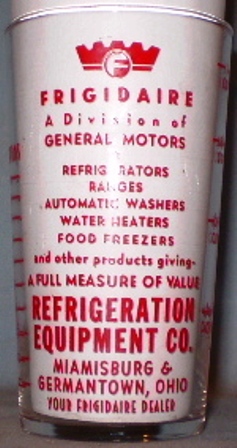 F
FRIGIDAIRE
A Division of
GENERAL MOTORS
REFRIGERATORS
RANGES
AUTOMATIC WASHERS
WATER HEATERS
FOOD FREEZERS
and other products giving-
A FULL MEASURE OF VALUE
REFRIGERATION
EQUIPMENT CO.
MIAMISBURG &
GERMANTOWN, OHIO
YOUR FRIGIDAIRE DEALER